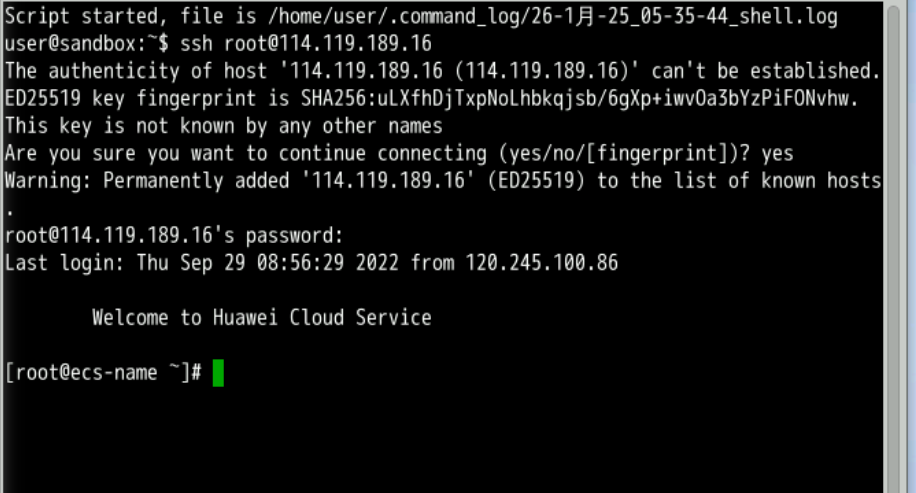 Script started, file is /home/user/.command_log/26-1月-25_05-35-44_shell.log
user@sandbox:~$ ssh root@114.119.189.16
The authenticity of host '114.119.189.16 (114.119.189.16)' can't be established.
ED25519 key fingerprint is SHA256:uLXfhDjTxpNoLhbkqjsb/6gXp+iwvOa3bYzPiFONvhw.
This key is not known by any other names
Are you sure you want to continue connecting (yes/no/[fingerprint])? yes
Warning: Permanently added '114.119.189.16' (ED25519) to the list of known hosts
.
root@114.119.189.16's password:
Last login: Thu Sep 29 08:56:29 2022 from 120.245.100.86
Welcome to Huawei Cloud Service
[root@ecs-name ~]#